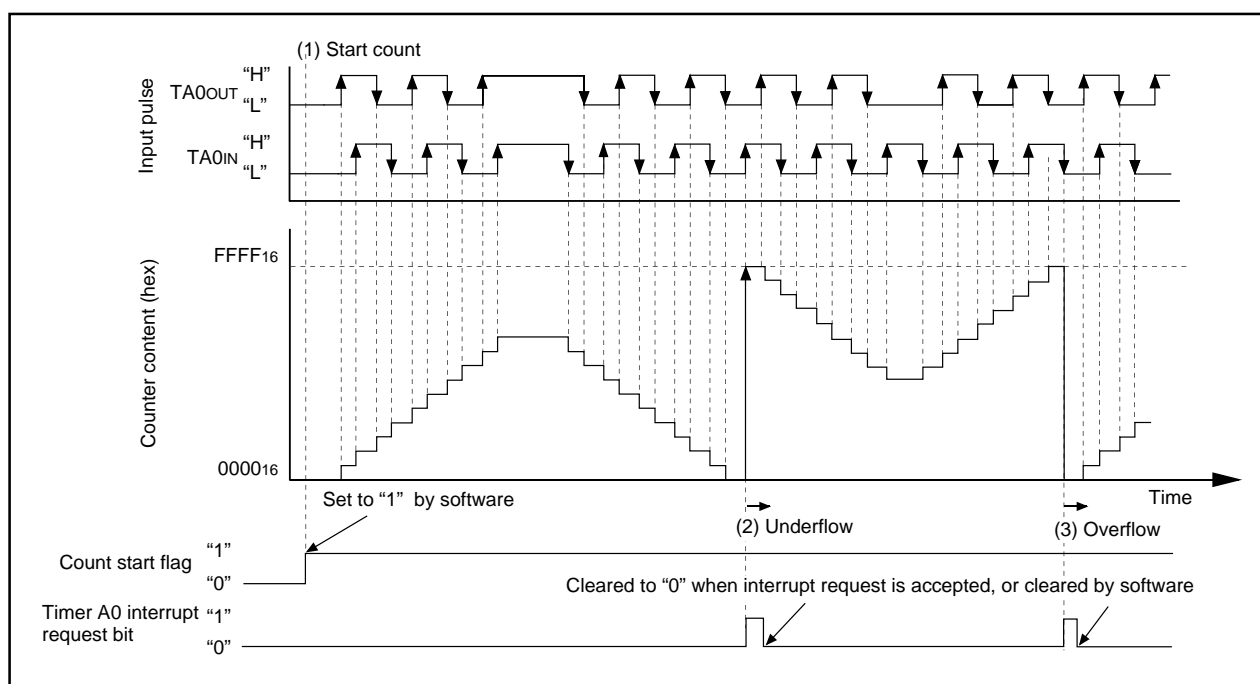 (1) Start count
Input pulse
TA0OUT
“H”
“L”
TA0IN
“H”
“L”
Counter content (hex)
FFFF16
000016
Time
Set to “1” by software
(2) Underflow
(3) Overflow
Count start flag
“1”
“0”
Cleared to “0” when interrupt request is accepted, or cleared by software
Timer A0 interrupt
request bit
“1”
“0”